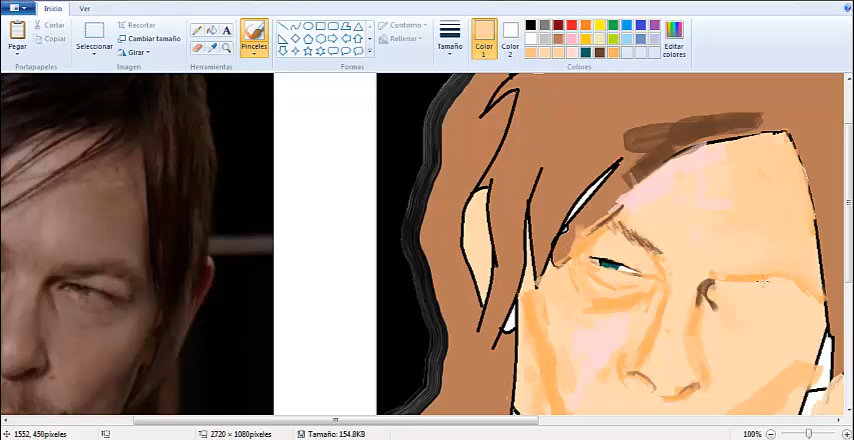 Inicio Ver
Pegar
Cortar
Copiar
Portapapeles
Seleccionar
Recortar
Cambiar tamaño
Girar
Imagen
A
Herramientas
Pinceles
Contorno
Rellenar
Formas
Tamaño
Color 1
Color 2
Editar colores
Colores
1552, 450píxeles
2720 × 1080píxeles
Tamaño: 154.8KB
100%